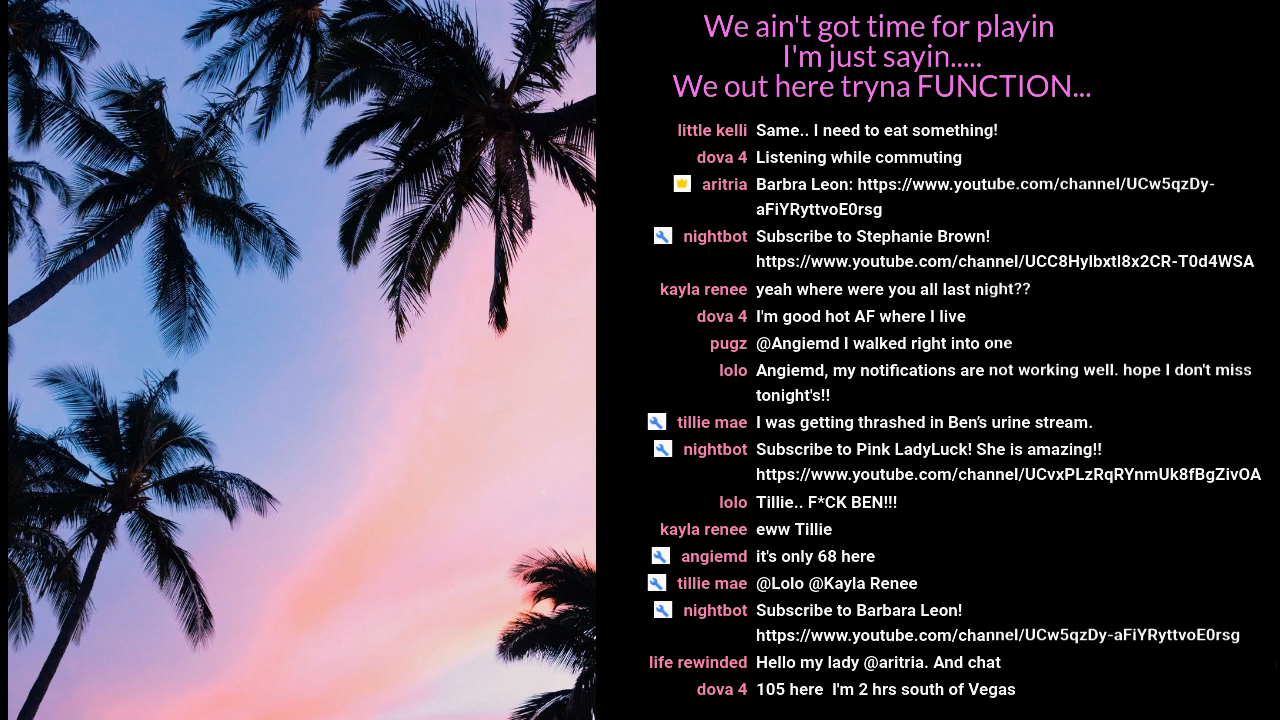 We ain't got time for playin
I'm just sayin.....
We out here tryna FUNCTION...
little kelli Same.. I need to eat something!
dova 4 Listening while commuting
aritria Barbra Leon: https://www.youtube.com/channel/UCw5qzDy-
aFiYRyttvoE0rsg
nightbot Subscribe to Stephanie Brown!
https://www.youtube.com/channel/UCC8Hylbxtl8x2CR-T0d4WSA
kayla renee yeah where were you all last night??
dova 4 I'm good hot AF where I live
pugz @Angiemd I walked right into one
lolo Angiemd, my notifications are not working well. hope I don't miss
tonight's!!
tillie mae I was getting thrashed in Ben’s urine stream.
nightbot Subscribe to Pink LadyLuck! She is amazing!!
https://www.youtube.com/channel/UCvxPLzRqRYnmUk8fBgZivOA
lolo Tillie.. F*CK BEN!!!
kayla renee eww Tillie
angiemd it's only 68 here
tillie mae @Lolo @Kayla Renee
nightbot Subscribe to Barbara Leon!
https://www.youtube.com/channel/UCw5qzDy-aFiYRyttvoE0rsg
life rewinded Hello my lady @aritria. And chat
dova 4 105 here  I'm 2 hrs south of Vegas